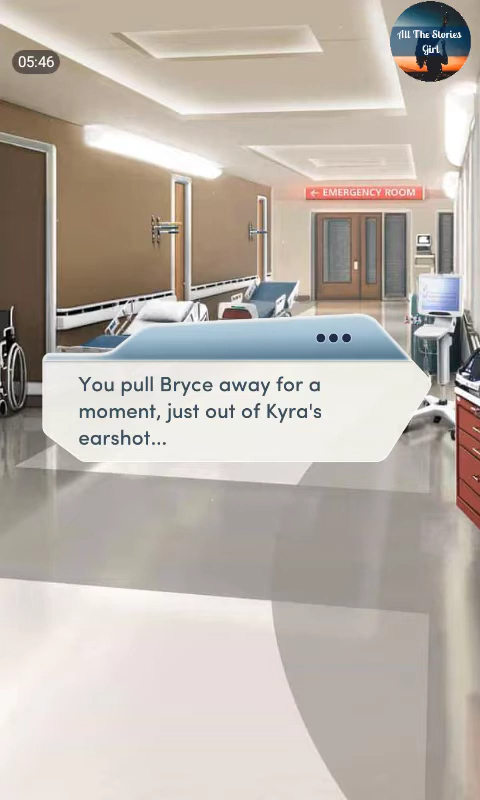 All The Stories
Girl
05:46
← EMERGENCY ROOM
You pull Bryce away for a
moment, just out of Kyra's
earshot...